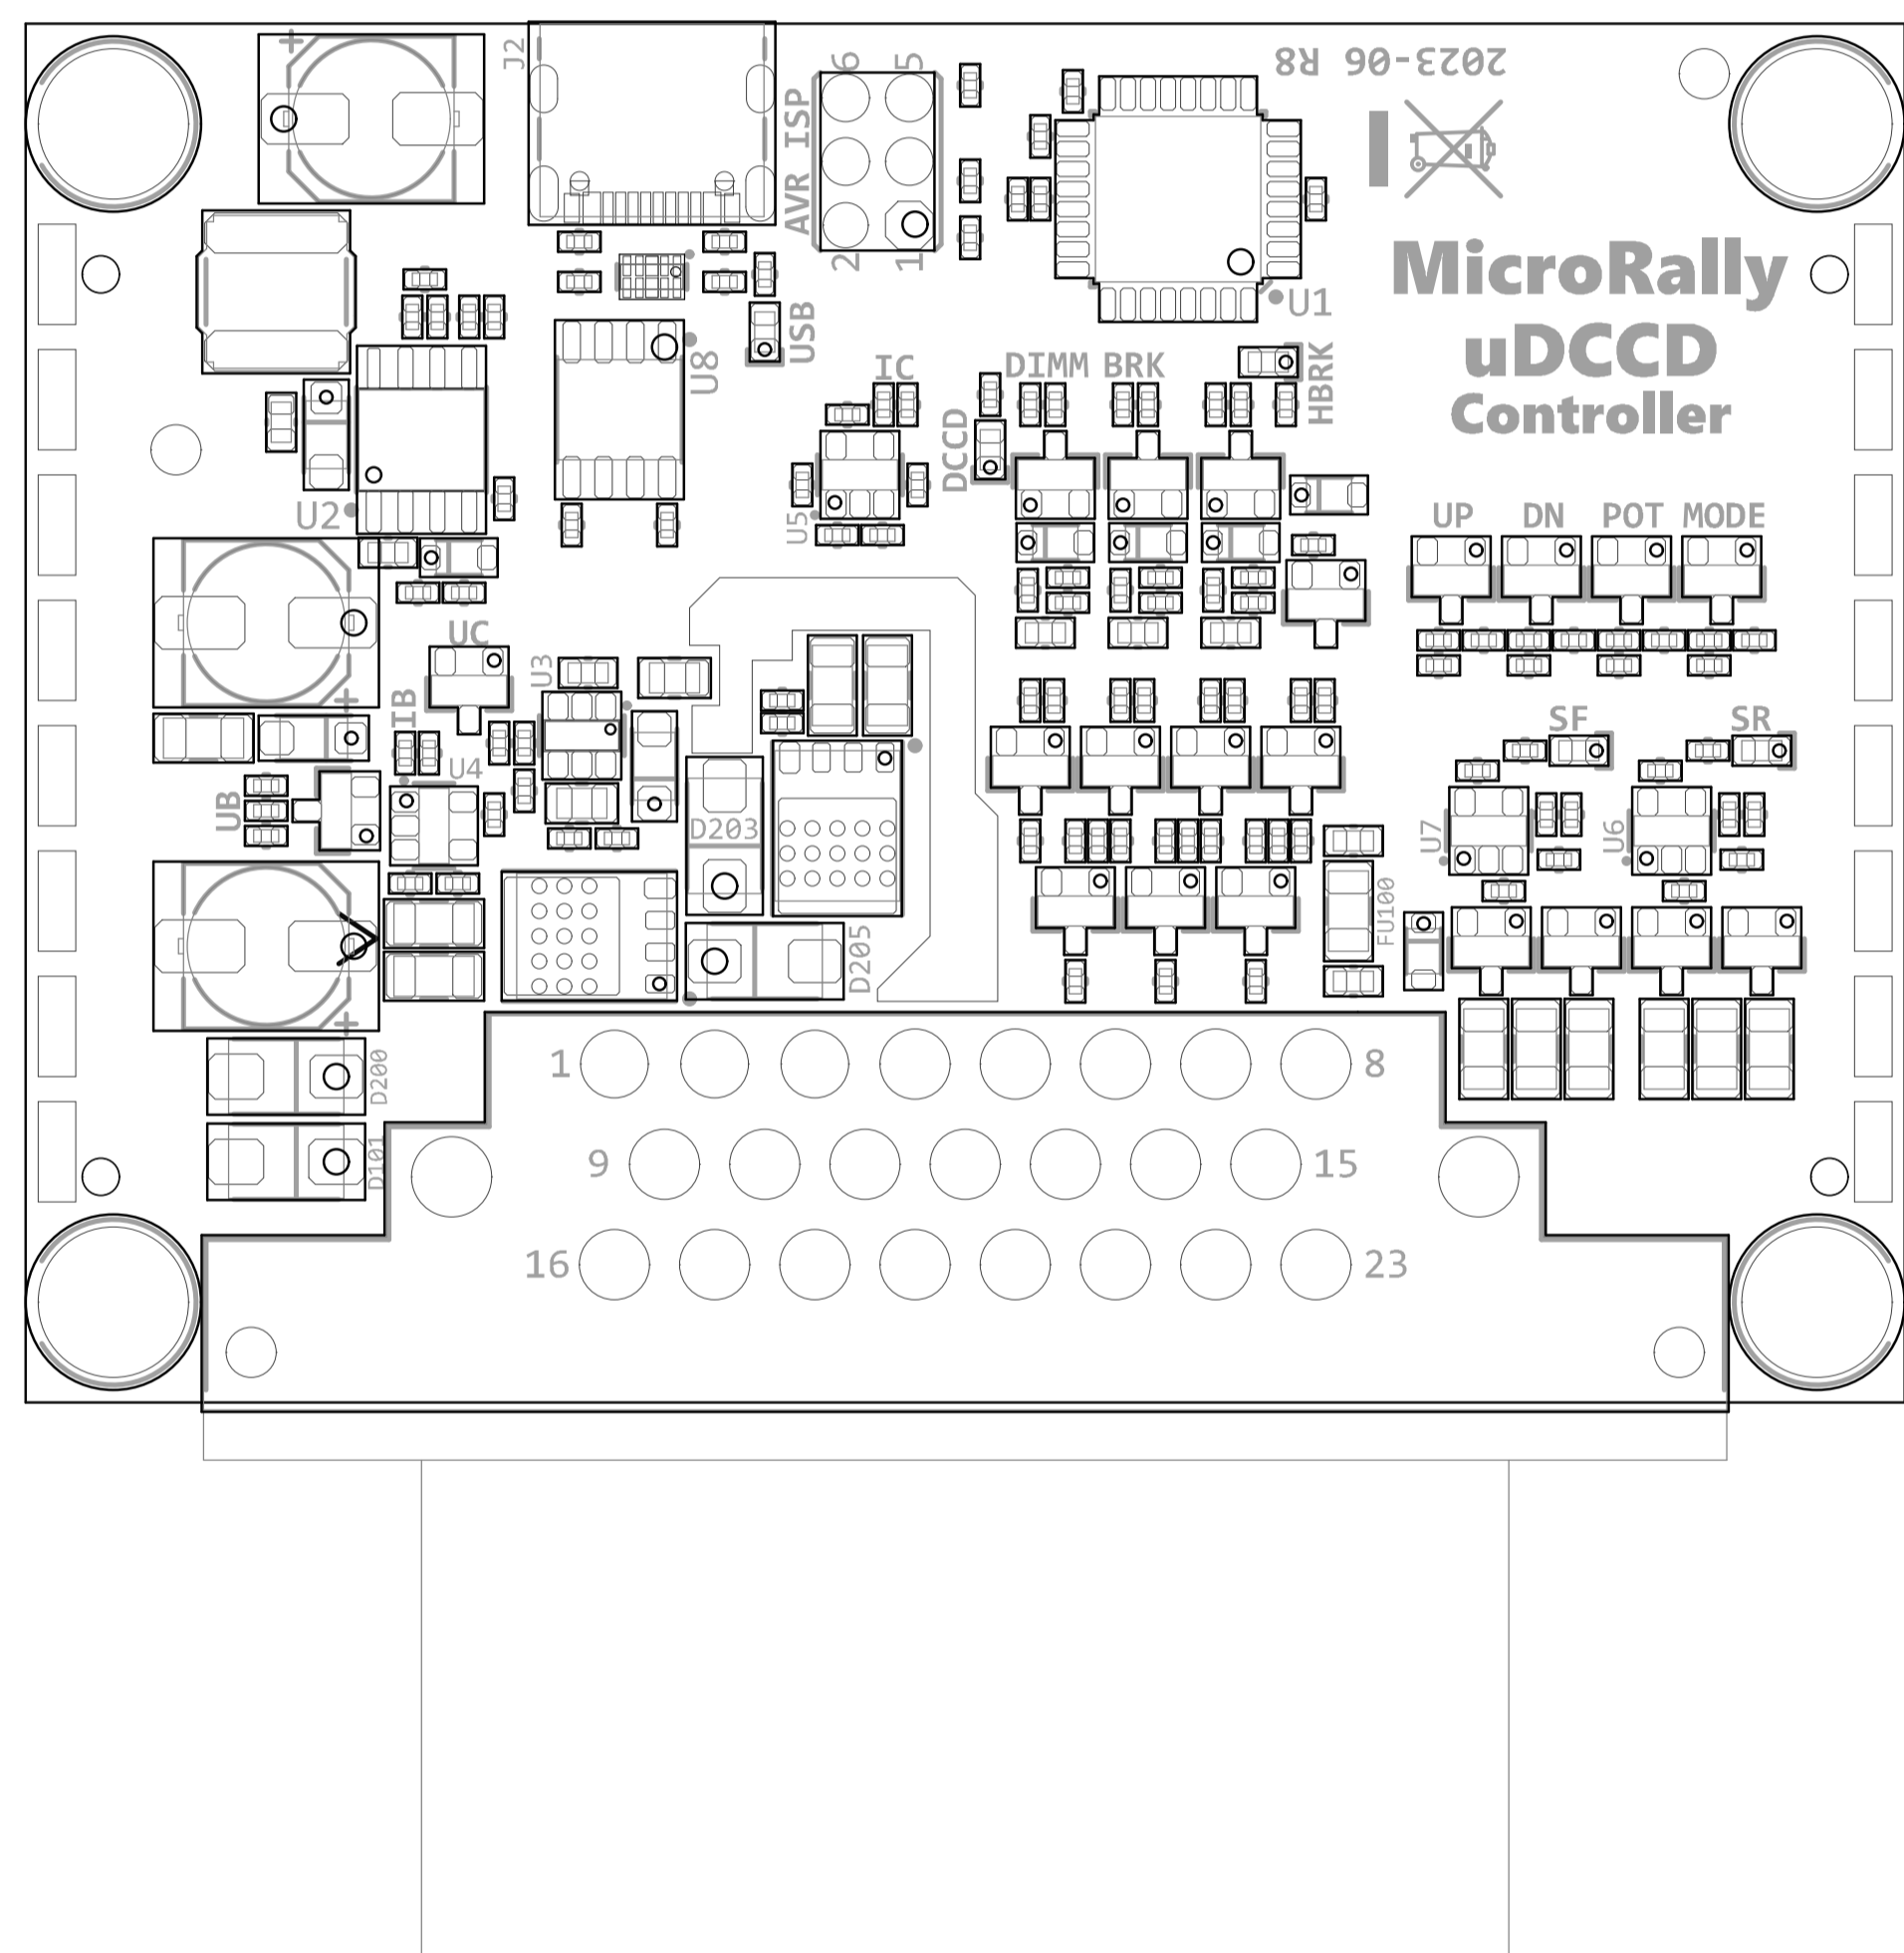 +
J2
AVR ISP
6
5
2
1
2023-06 R8
U1
MicroRally
uDCCD
Controller
USB
U8
IC
DIMM
BRK
HBRK
DCCD
U2
U5
UP
DN
POT
MODE
UC
U3
+
IB
SF
SR
U4
UB
D203
U7
U6
FU100
D205
+
D200
D101
1
8
9
15
16
23